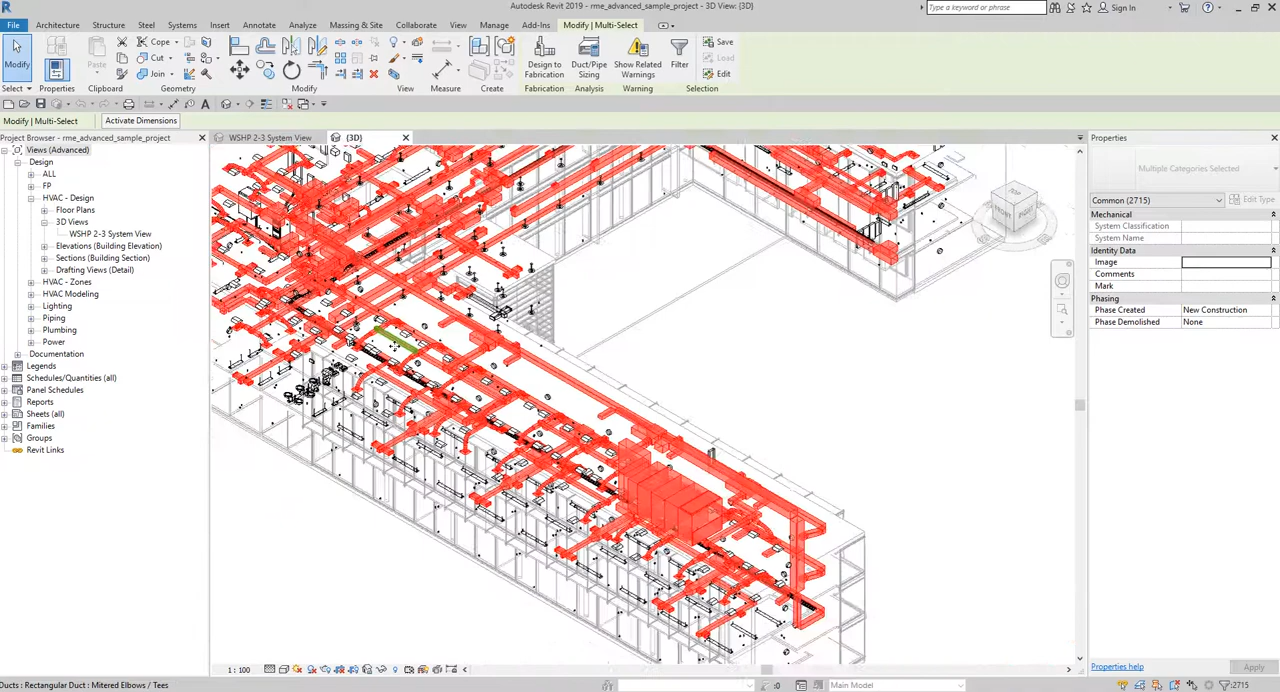 Autodesk Revit 2019 - rme_advanced_sample_project - 3D View: {3D}
Type a keyword or phrase
Sign In
File Architecture Structure Steel Systems Insert Annotate Analyze Massing & Site Collaborate View Manage Add-Ins Modify | Multi-Select
Modify
Paste
Cope
Cut
Join
Design to Fabrication
Duct/Pipe Sizing
Show Related Warnings
Filter
Save
Load
Edit
Select Properties Clipboard Geometry Modify View Measure Create Fabrication Analysis Warning Selection
Modify | Multi-Select
Activate Dimensions
Project Browser - rme_advanced_sample_project
Views (Advanced)
Design
ALL
FP
HVAC - Design
Floor Plans
3D Views
WSHP 2-3 System View
Elevations (Building Elevation)
Sections (Building Section)
Drafting Views (Detail)
HVAC - Zones
HVAC Modeling
Lighting
Piping
Plumbing
Power
Documentation
Legends
Schedules/Quantities (all)
Panel Schedules
Reports
Sheets (all)
Families
Groups
Revit Links
WSHP 2-3 System View
{3D}
TOP
FRONT
RIGHT
Properties
Multiple Categories Selected
Common (2715)
Edit Type
Mechanical
System Classification
System Name
Identity Data
Image
Comments
Mark
Phasing
Phase Created New Construction
Phase Demolished None
Properties help
Apply
1 : 100
Ducts : Rectangular Duct : Mitered Elbows / Tees
:0
Main Model
:2715